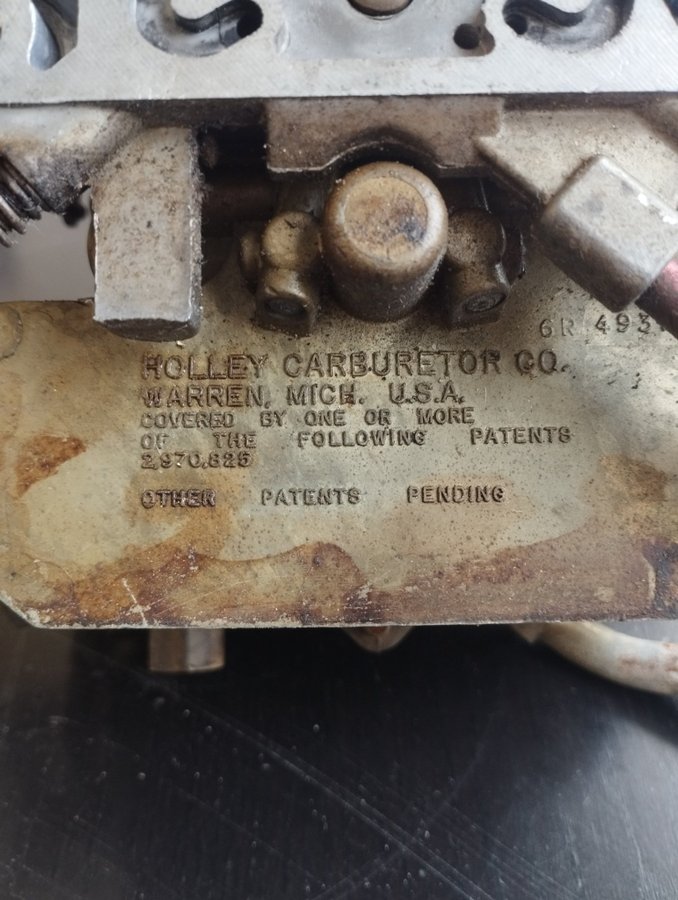 6R 493
HOLLEY CARBURETOR CO.
WARREN, MICH. U.S.A.
COVERED BY ONE OR MORE
OF THE FOLLOWING PATENTS
2,970,825
OTHER PATENTS PENDING